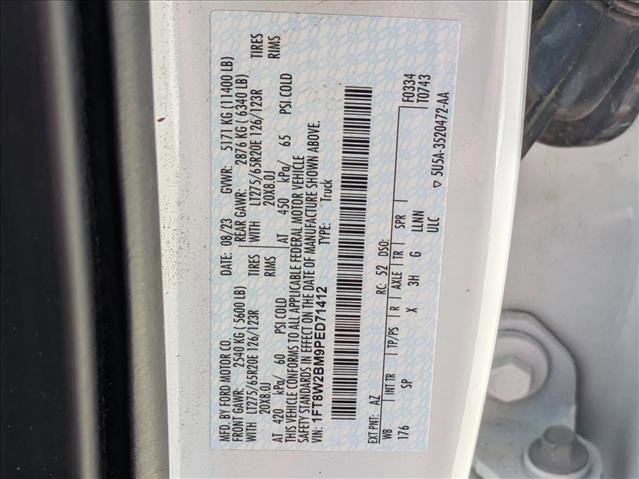 MFD. BY FORD MOTOR CO.
DATE: 08/23 GVWR: 5171 KG (11400 LB)
FRONT GAWR: 2540 KG (5600 LB) REAR GAWR: 2876 KG (6340 LB)
WITH LT275/65R20E 126/123R TIRES WITH LT275/65R20E 126/123R TIRES
20X8.0J RIMS 20X8.0J RIMS
AT 420 kPa/ 60 PSI COLD AT 450 kPa/ 65 PSI COLD
THIS VEHICLE CONFORMS TO ALL APPLICABLE FEDERAL MOTOR VEHICLE
SAFETY STANDARDS IN EFFECT ON THE DATE OF MANUFACTURE SHOWN ABOVE.
VIN: 1FT8W2BM9PED71412 TYPE: Truck
F0334
T0743
EXT PNT: AZ RC: 52 DSO:
WB INT TR TP/PS R AXLE TR SPR
176 SP X 3H G LLMN
ULC
▽ 5U5A-3520472-AA